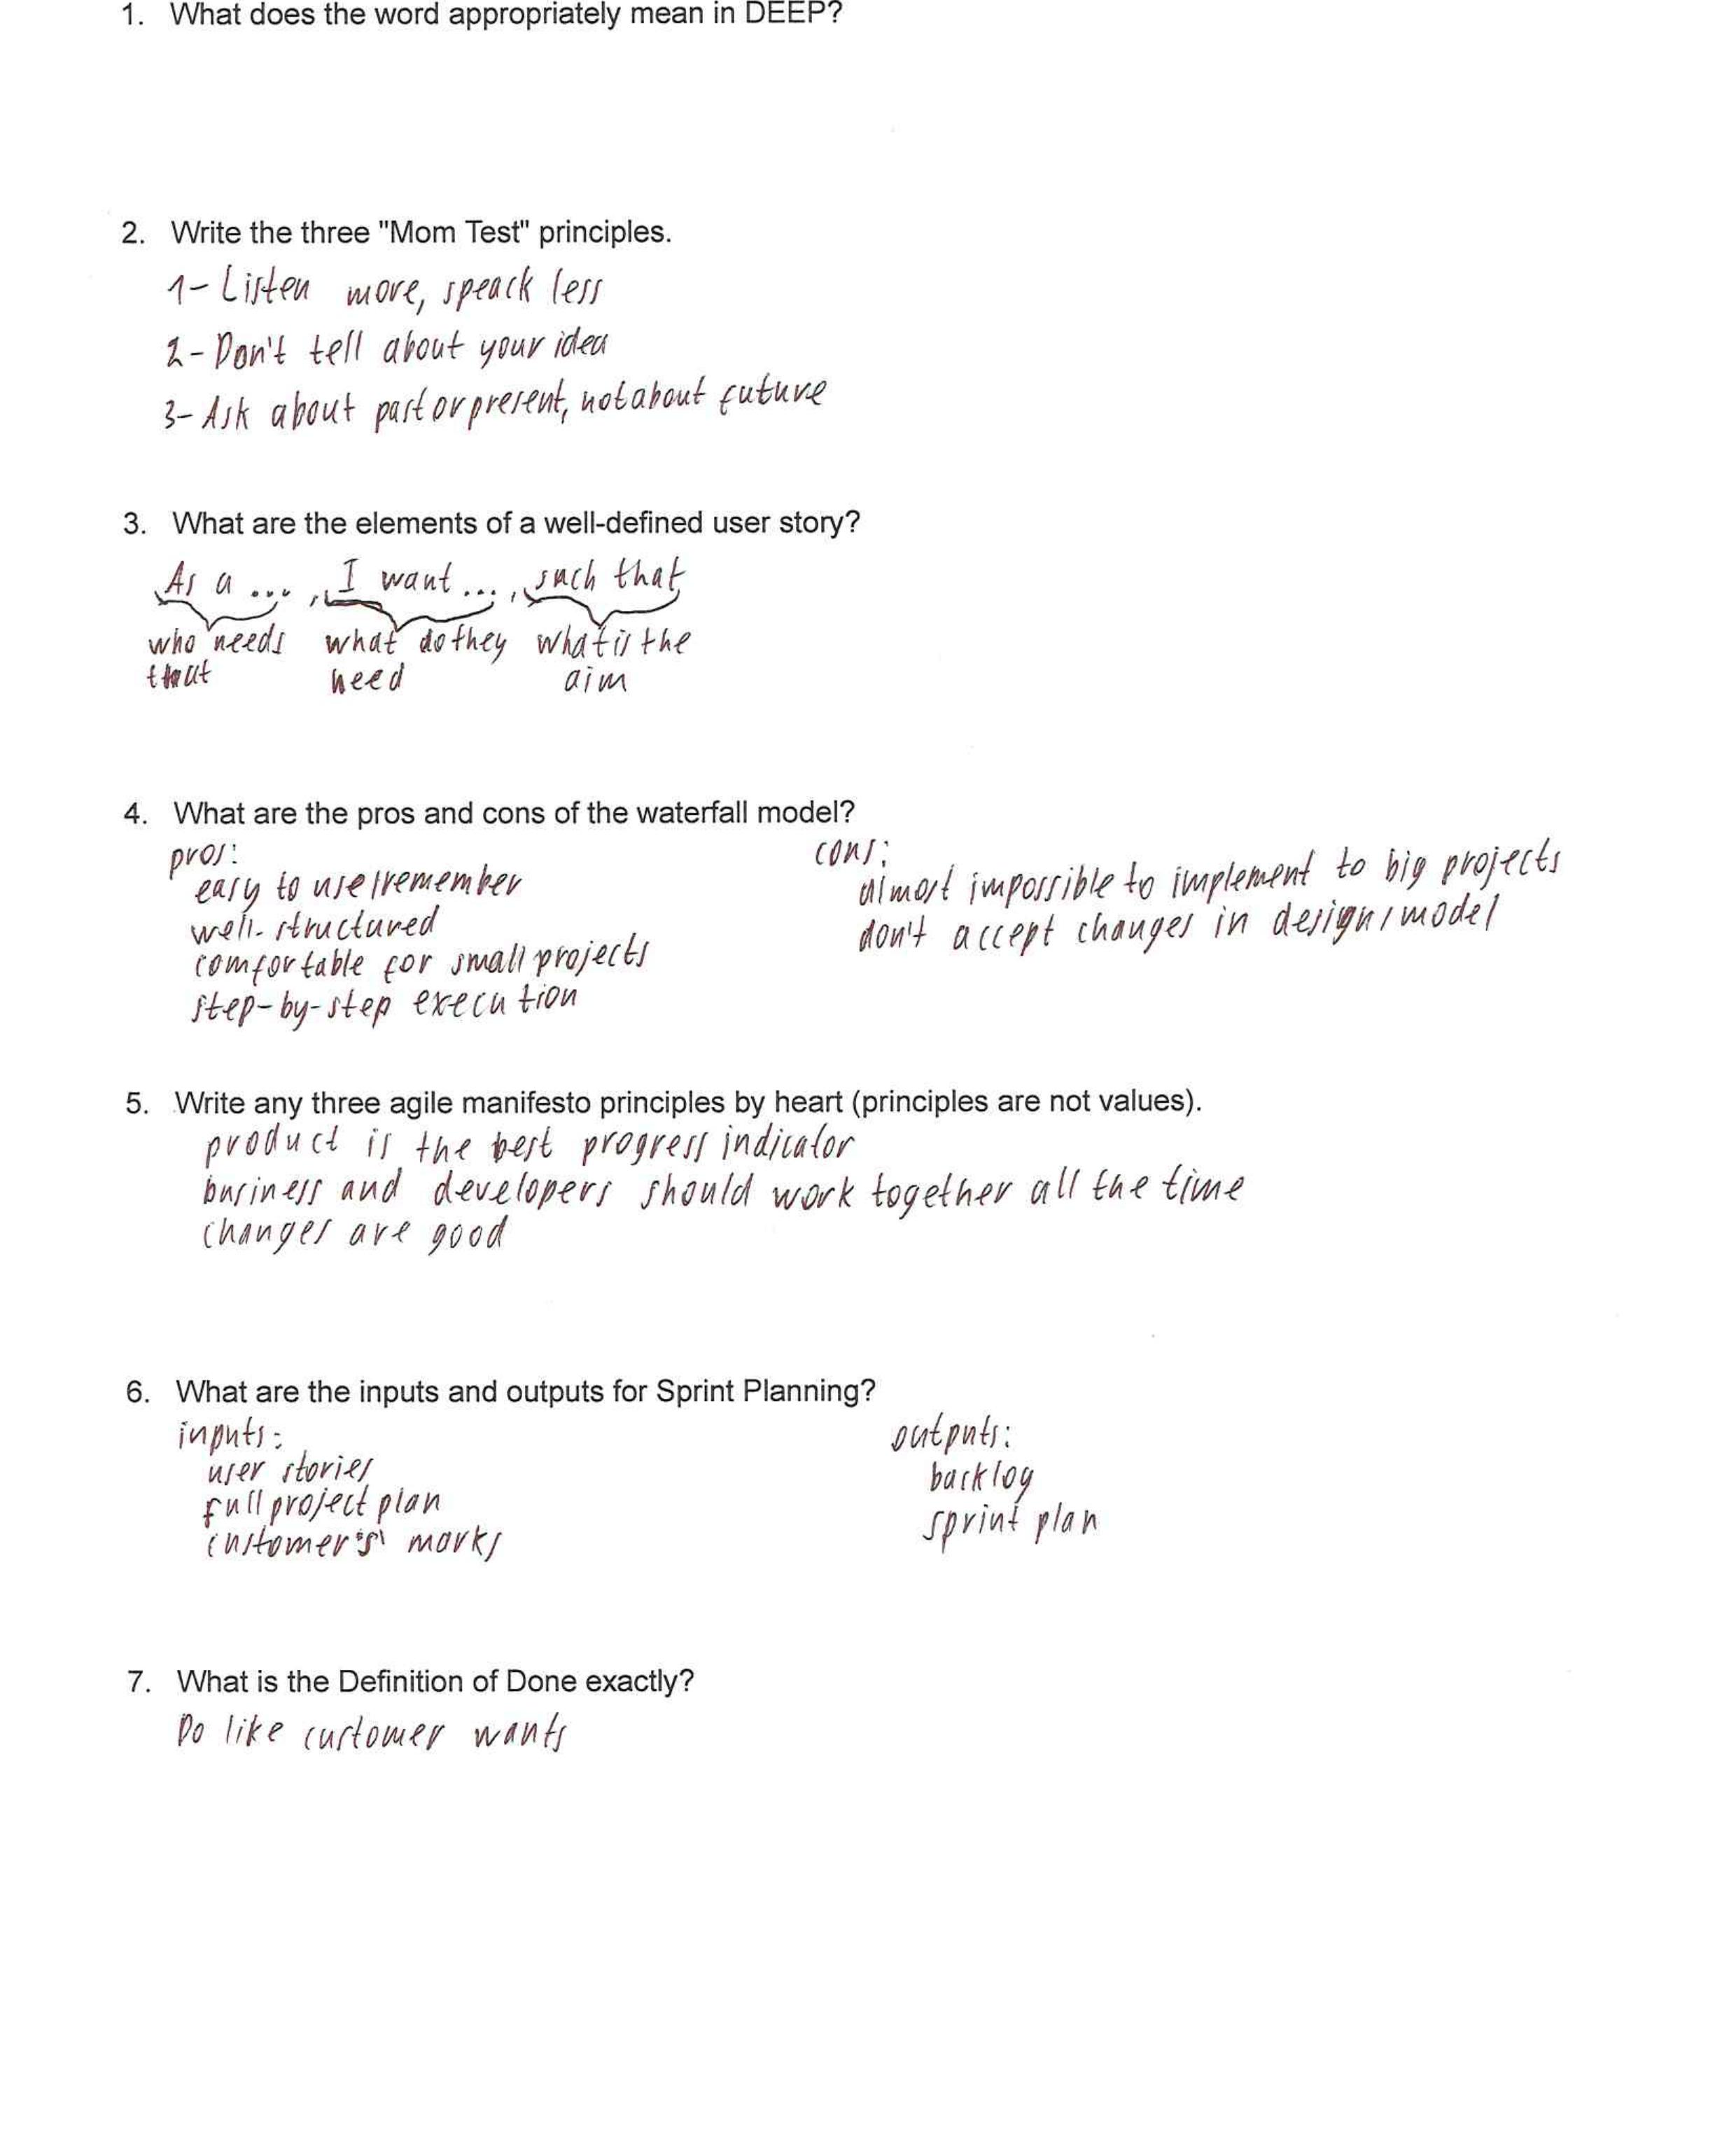 1. What does the word appropriately mean in DEEP?
2. Write the three "Mom Test" principles.
1- Listen more, speack less
2- Don't tell about your idea
3- Ask about past or present, not about future
3. What are the elements of a well-defined user story?
As a ..., I want ..., such that
who needs what do they what is the
that need aim
4. What are the pros and cons of the waterfall model?
pros: cons:
easy to use/remember almost impossible to implement to big projects
well-structured don't accept changes in design/model
comfortable for small projects
step-by-step execution
5. Write any three agile manifesto principles by heart (principles are not values).
product is the best progress indicator
business and developers should work together all the time
changes are good
6. What are the inputs and outputs for Sprint Planning?
inputs: outputs:
user stories backlog
full project plan sprint plan
customer's marks
7. What is the Definition of Done exactly?
Do like customer wants